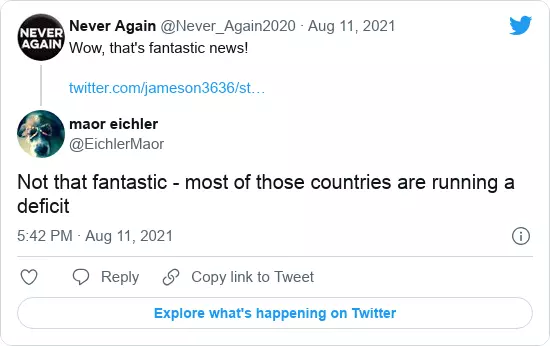 NEVER
AGAIN
Never Again @Never_Again2020 · Aug 11, 2021
Wow, that's fantastic news!
twitter.com/jameson3636/st…
maor eichler
@EichlerMaor
Not that fantastic - most of those countries are running a
deficit
5:42 PM · Aug 11, 2021
Reply
Copy link to Tweet
Explore what's happening on Twitter